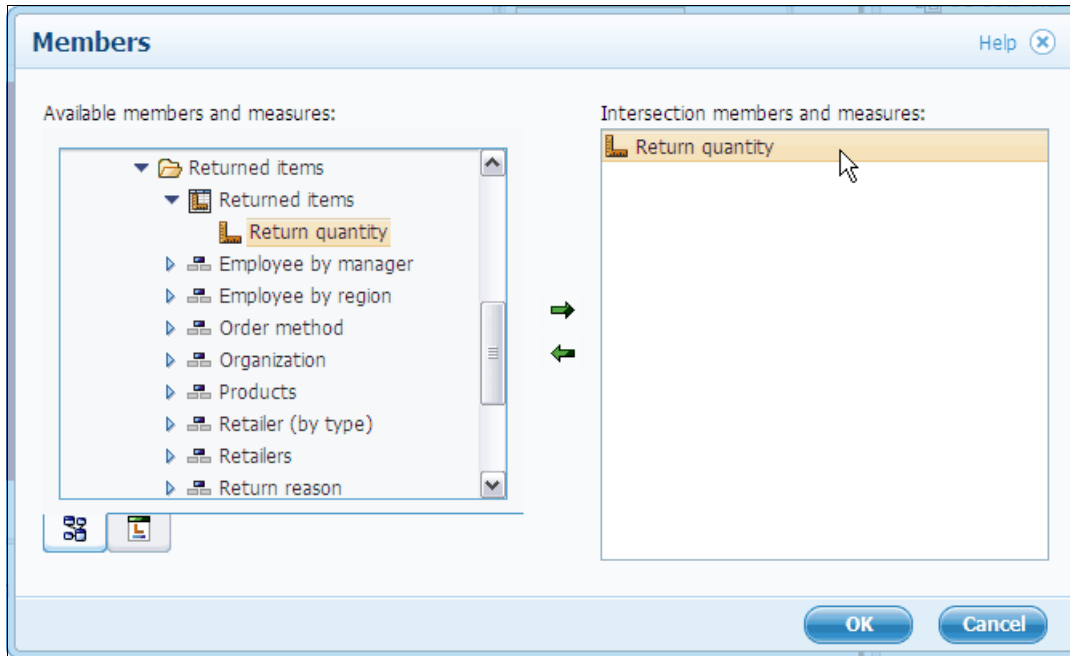 Members
Help
Available members and measures:
Intersection members and measures:
Returned items
Returned items
Return quantity
Employee by manager
Employee by region
Order method
Organization
Products
Retailer (by type)
Retailers
Return reason
Return quantity
OK
Cancel